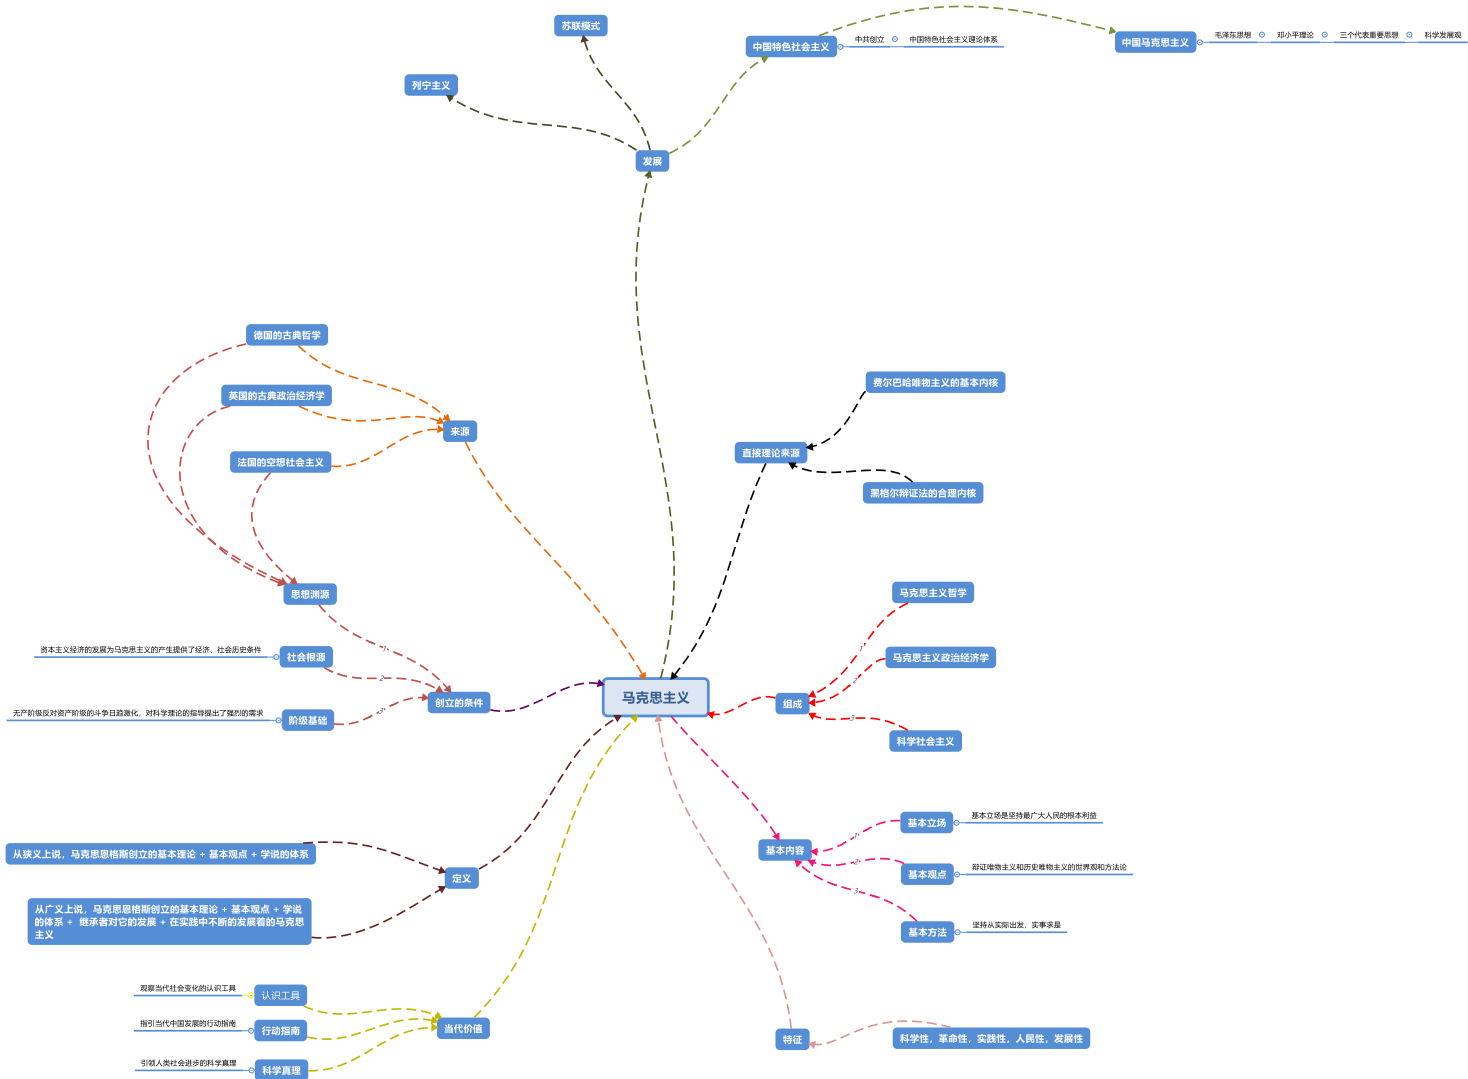 苏联模式
中国特色社会主义
中共创立
中国特色社会主义理论体系
中国马克思主义
毛泽东思想
邓小平理论
三个代表重要思想
科学发展观
列宁主义
发展
德国的古典哲学
英国的古典政治经济学
法国的空想社会主义
来源
费尔巴哈唯物主义的基本内核
直接理论来源
黑格尔辩证法的合理内核
思想渊源
1
资本主义经济的发展为马克思主义的产生提供了经济、社会历史条件
社会根源
2
创立的条件
无产阶级反对资产阶级的斗争日趋激化，对科学理论的指导提出了强烈的需求
阶级基础
3
马克思主义
马克思主义哲学
1
马克思主义政治经济学
2
组成
3
科学社会主义
基本立场
基本立场是坚持最广大人民的根本利益
1
基本内容
2
基本观点
辩证唯物主义和历史唯物主义的世界观和方法论
3
基本方法
坚持从实际出发，实事求是
从狭义上说，马克思恩格斯创立的基本理论 + 基本观点 + 学说的体系
定义
从广义上说，马克思恩格斯创立的基本理论 + 基本观点 + 学说
的体系 + 继承者对它的发展 + 在实践中不断的发展着的马克思
主义
观察当代社会变化的认识工具
认识工具
指引当代中国发展的行动指南
行动指南
当代价值
引领人类社会进步的科学真理
科学真理
特征
科学性，革命性，实践性，人民性，发展性